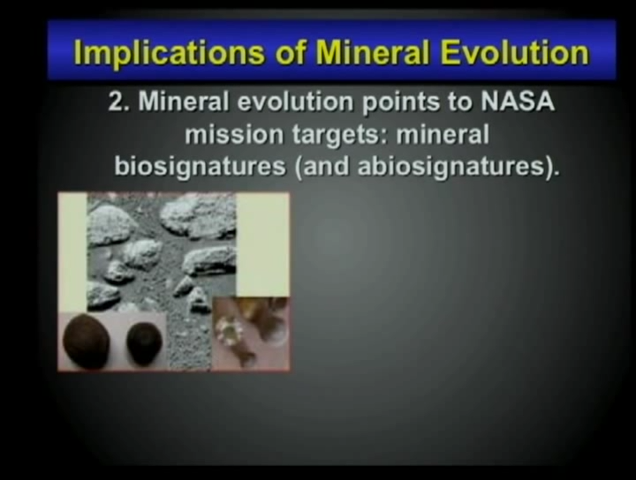 Implications of Mineral Evolution
2. Mineral evolution points to NASA
mission targets: mineral
biosignatures (and abiosignatures).